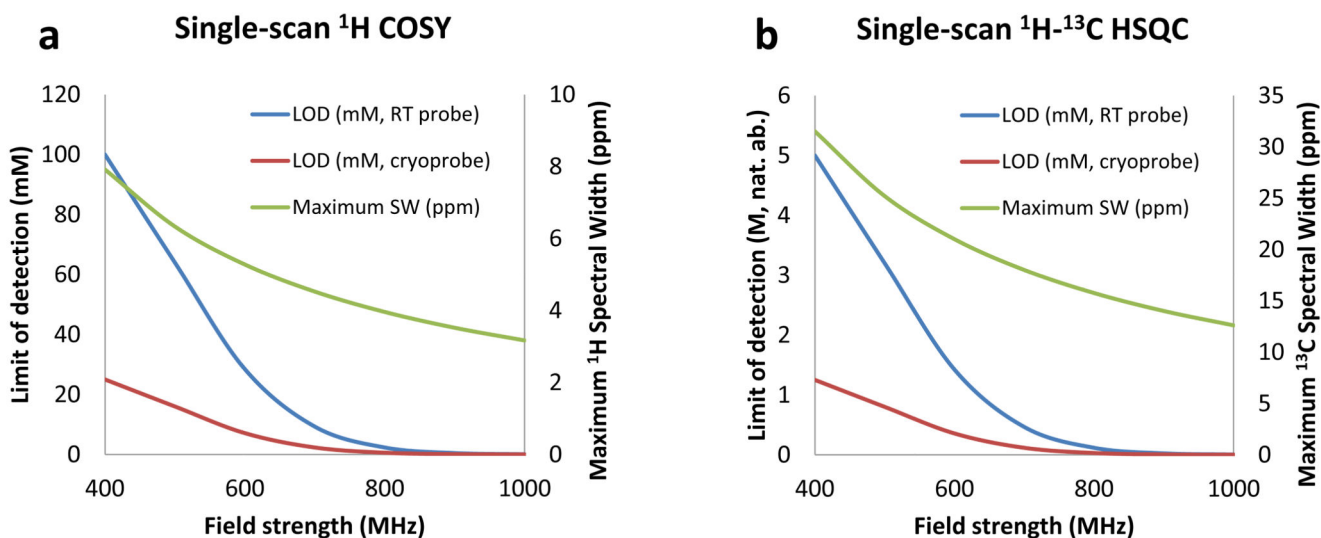 a
Single-scan ¹H COSY
Limit of detection (mM)
120
100
80
60
40
20
0
LOD (mM, RT probe)
LOD (mM, cryoprobe)
Maximum SW (ppm)
10
8
6
4
2
0
Maximum ¹H Spectral Width (ppm)
400
600
800
1000
Field strength (MHz)
b
Single-scan ¹H-¹³C HSQC
Limit of detection (M, nat. ab.)
6
5
4
3
2
1
0
LOD (mM, RT probe)
LOD (mM, cryoprobe)
Maximum SW (ppm)
35
30
25
20
15
10
5
0
Maximum ¹³C Spectral Width (ppm)
400
600
800
1000
Field strength (MHz)